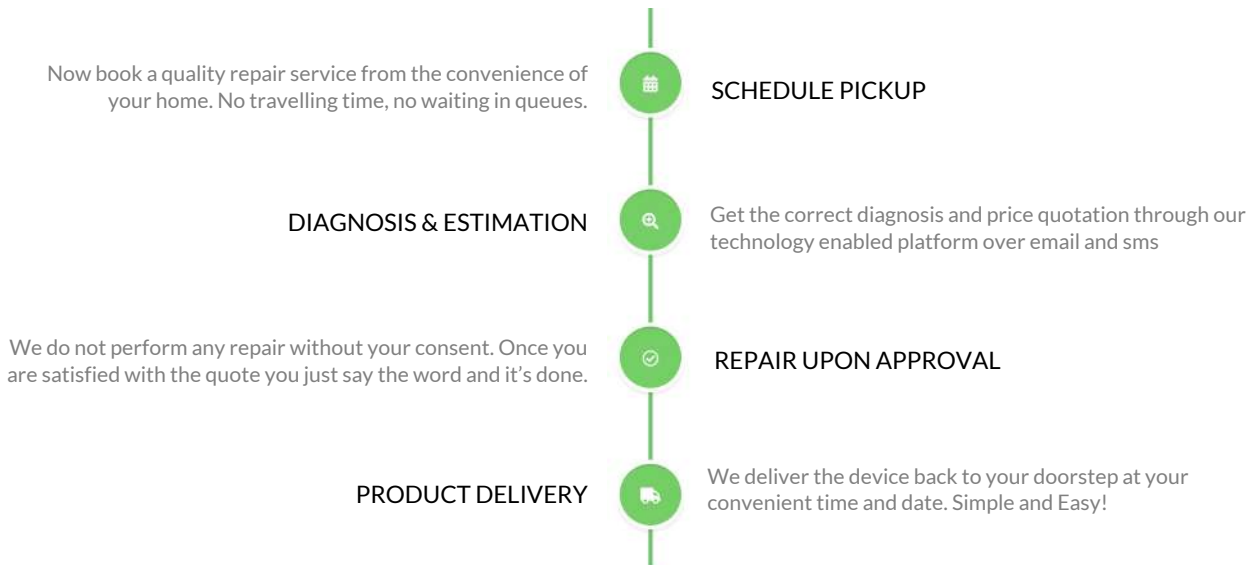 Now book a quality repair service from the convenience of
your home. No travelling time, no waiting in queues.
SCHEDULE PICKUP
DIAGNOSIS & ESTIMATION
Get the correct diagnosis and price quotation through our
technology enabled platform over email and sms
We do not perform any repair without your consent. Once you
are satisfied with the quote you just say the word and it’s done.
REPAIR UPON APPROVAL
PRODUCT DELIVERY
We deliver the device back to your doorstep at your
convenient time and date. Simple and Easy!